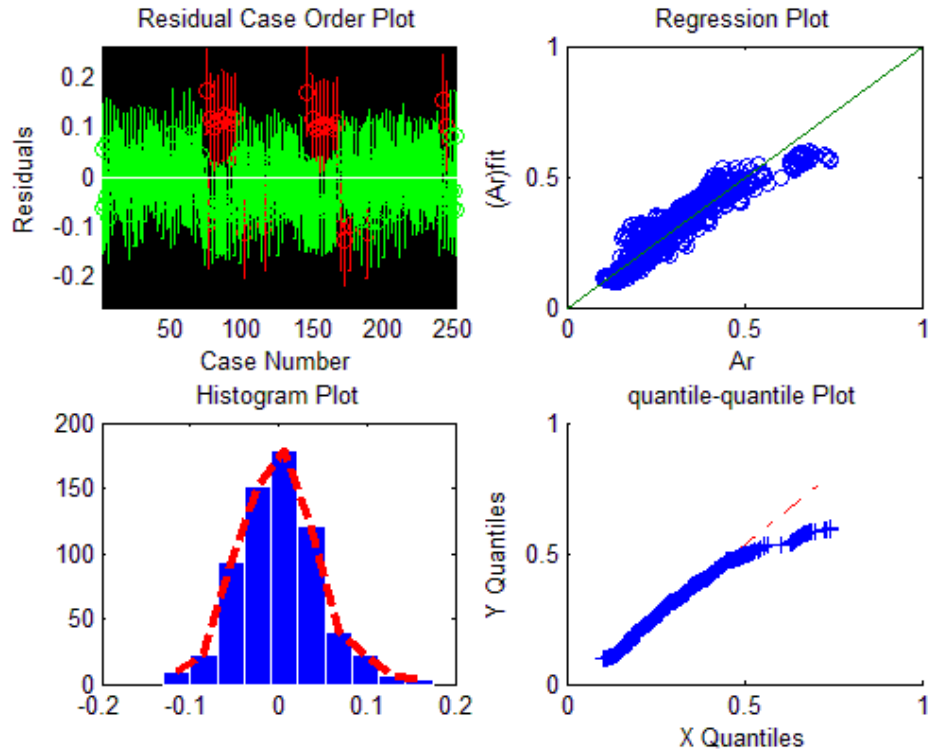 Residual Case Order Plot
Residuals
0.2
0.1
0
-0.1
-0.2
50 100 150 200 250
Case Number
Regression Plot
(Ar)fit
1
0.5
0
0 0.5 1
Ar
Histogram Plot
200
150
100
50
0
-0.2 -0.1 0 0.1 0.2
quantile-quantile Plot
Y Quantiles
1
0.5
0
0 0.5 1
X Quantiles